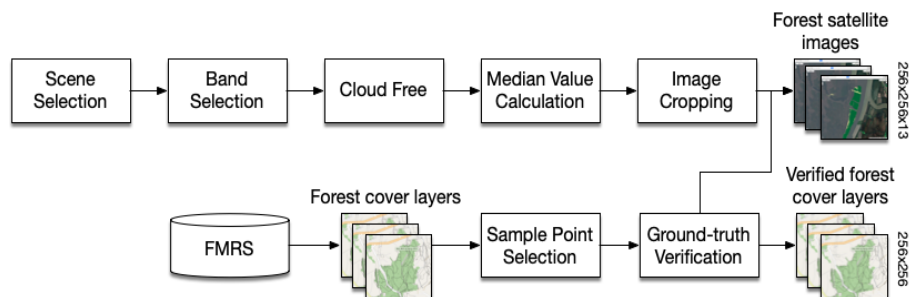 Forest satellite
images
Scene
Selection
Band
Selection
Cloud Free
Median Value
Calculation
Image
Cropping
256x256x13
Forest cover layers
Verified forest
cover layers
FMRS
Sample Point
Selection
Ground-truth
Verification
256x256